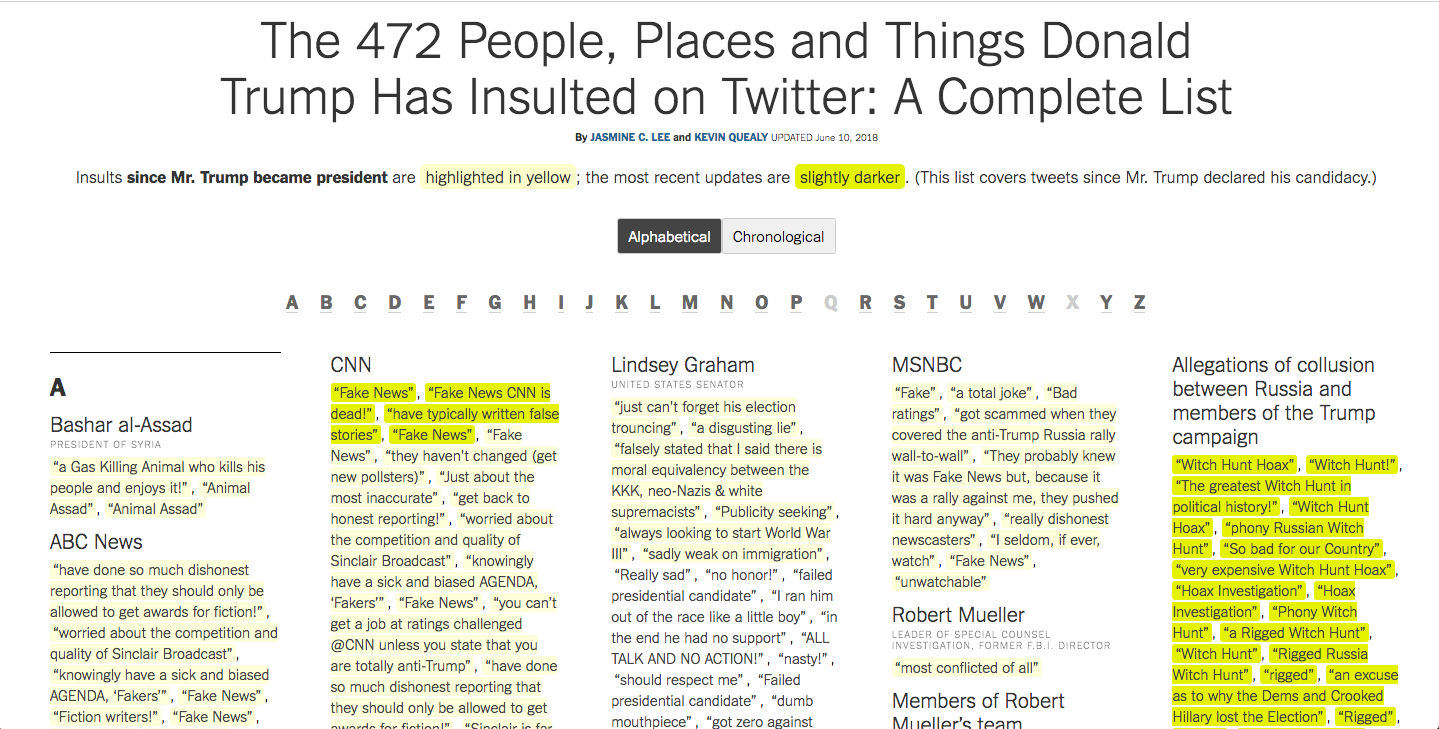 The 472 People, Places and Things Donald
Trump Has Insulted on Twitter: A Complete List
By JASMINE C. LEE and KEVIN QUEALY UPDATED June 10, 2018
Insults since Mr. Trump became president are highlighted in yellow ; the most recent updates are slightly darker . (This list covers tweets since Mr. Trump declared his candidacy.)
Alphabetical Chronological
A B C D E F G H I J K L M N O P Q R S T U V W X Y Z
A
Bashar al-Assad
PRESIDENT OF SYRIA
“a Gas Killing Animal who kills his
people and enjoys it!” , “Animal
Assad” , “Animal Assad”
ABC News
“have done so much dishonest
reporting that they should only be
allowed to get awards for fiction!” ,
“worried about the competition and
quality of Sinclair Broadcast” ,
“knowingly have a sick and biased
AGENDA, ‘Fakers’” , “Fake News” ,
“Fiction writers!” , “Fake News” ,
CNN
“Fake News” , “Fake News CNN is
dead!” , “have typically written false
stories” , “Fake News” , “Fake
News” , “they haven’t changed (get
new pollsters)” , “Just about the
most inaccurate” , “get back to
honest reporting!” , “worried about
the competition and quality of
Sinclair Broadcast” , “knowingly
have a sick and biased AGENDA,
‘Fakers’” , “Fake News” , “you can’t
get a job at ratings challenged
@CNN unless you state that you
are totally anti-Trump” , “have done
so much dishonest reporting that
they should only be allowed to get
awards for fiction!” , “Sinclair is far
Lindsey Graham
UNITED STATES SENATOR
“just can’t forget his election
trouncing” , “a disgusting lie” ,
“falsely stated that I said there is
moral equivalency between the
KKK, neo-Nazis & white
supremacists” , “Publicity seeking” ,
“always looking to start World War
III” , “sadly weak on immigration” ,
“Really sad” , “no honor!” , “failed
presidential candidate” , “I ran him
out of the race like a little boy” , “in
the end he had no support” , “ALL
TALK AND NO ACTION!” , “nasty!” ,
“should respect me” , “Failed
presidential candidate” , “dumb
mouthpiece” , “got zero against
MSNBC
“Fake” , “a total joke” , “Bad
ratings” , “got scammed when they
covered the anti-Trump Russia rally
wall-to-wall” , “They probably knew
it was Fake News but, because it
was a rally against me, they pushed
it hard anyway” , “really dishonest
newscasters” , “I seldom, if ever,
watch” , “Fake News” ,
“unwatchable”
Robert Mueller
LEADER OF SPECIAL COUNSEL
INVESTIGATION, FORMER F.B.I. DIRECTOR
“most conflicted of all”
Members of Robert
Mueller’s team
Allegations of collusion
between Russia and
members of the Trump
campaign
“Witch Hunt Hoax” , “Witch Hunt!” ,
“The greatest Witch Hunt in
political history!” , “Witch Hunt
Hoax” , “phony Russian Witch
Hunt” , “So bad for our Country” ,
“very expensive Witch Hunt Hoax” ,
“Hoax Investigation” , “Hoax
Investigation” , “Phony Witch
Hunt” , “a Rigged Witch Hunt” ,
“Witch Hunt” , “Rigged Russia
Witch Hunt” , “rigged” , “an excuse
as to why the Dems and Crooked
Hillary lost the Election” , “Rigged” ,